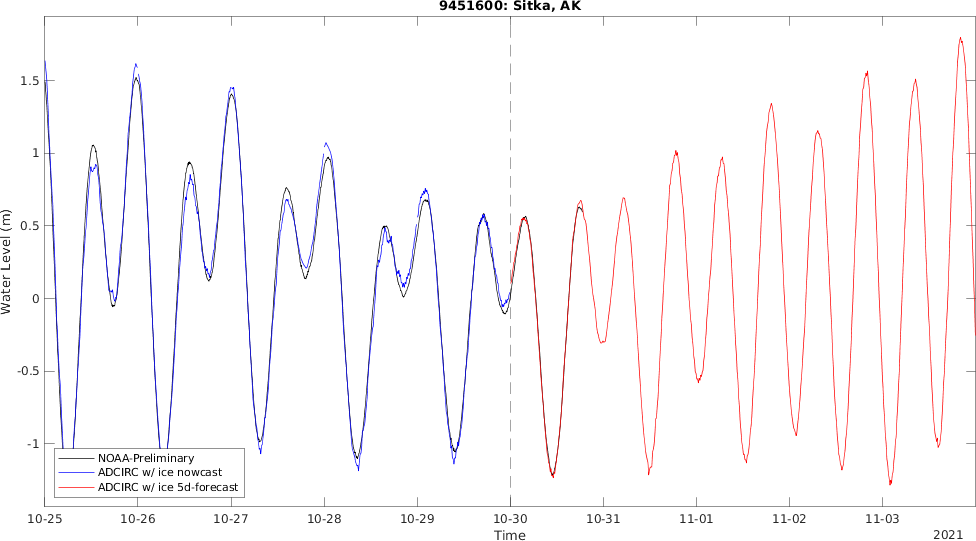 9451600: Sitka, AK
Water Level (m)
1.5
1
0.5
0
-0.5
-1
NOAA-Preliminary
ADCIRC w/ ice nowcast
ADCIRC w/ ice 5d-forecast
10-25 10-26 10-27 10-28 10-29 10-30 10-31 11-01 11-02 11-03
Time
2021